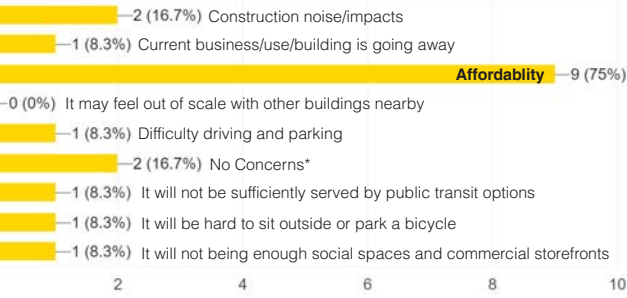 2 (16.7%) Construction noise/impacts
1 (8.3%) Current business/use/building is going away
Affordablity 9 (75%)
0 (0%) It may feel out of scale with other buildings nearby
1 (8.3%) Difficulty driving and parking
2 (16.7%) No Concerns*
1 (8.3%) It will not be sufficiently served by public transit options
1 (8.3%) It will be hard to sit outside or park a bicycle
1 (8.3%) It will not being enough social spaces and commercial storefronts
2 4 6 8 10